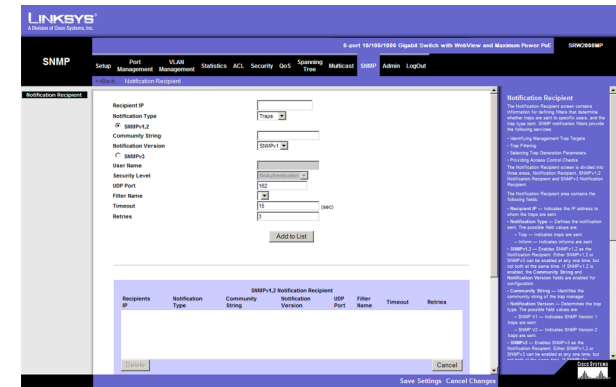 LINKSYS®
A Division of Cisco Systems, Inc.
8-port 10/100/1000 Gigabit Switch with WebView and Maximum Power PoE
SRW2008MP
SNMP
Setup Port Management VLAN Management Statistics ACL Security QoS Spanning Tree Multicast SNMP Admin LogOut
<<Back Notification Recipient
Notification Recipient
Recipient IP
Notification Type Traps
SNMPv1,2
Community String
Notification Version SNMPv1
SNMPv3
User Name
Security Level NoAuthentication
UDP Port 162
Filter Name
Timeout 15 (sec)
Retries 3
Add to List
SNMPv1,2 Notification Recipient
Recipients IP Notification Type Community String Notification Version UDP Port Filter Name Timeout Retries
Delete Cancel
Notification Recipient
The Notification Recipient screen contains
information for defining filters that determine
whether traps are sent to specific users, and the
trap type sent. SNMP notification filters provide
the following services:
- Identifying Management Trap Targets
- Trap Filtering
- Selecting Trap Generation Parameters
- Providing Access Control Checks
The Notification Recipient screen is divided into
three areas, Notification Recipient, SNMPv1,2
Notification Recipient and SNMPv3 Notification
Recipient.
The Notification Recipient area contains the
following fields:
- Recipient IP — Indicates the IP address to
whom the traps are sent.
- Notification Type — Defines the notification
sent. The possible field values are:
– Trap — Indicates traps are sent.
– Inform — Indicates informs are sent.
- SNMPv1,2 — Enables SNMPv1,2 as the
Notification Recipient. Either SNMPv1,2 or
SNMPv3 can be enabled at any one time, but
not both at the same time. If SNMPv1,2 is
enabled, the Community String and
Notification Version fields are enabled for
configuration:
- Community String — Identifies the
community string of the trap manager.
- Notification Version — Determines the trap
type. The possible field values are:
– SNMP V1 — Indicates SNMP Version 1
traps are sent.
– SNMP V2 — Indicates SNMP Version 2
traps are sent.
- SNMPv3 — Enables SNMPv3 as the
Notification Recipient. Either SNMPv1,2 or
SNMPv3 can be enabled at any one time, but
Save Settings Cancel Changes
CISCO SYSTEMS